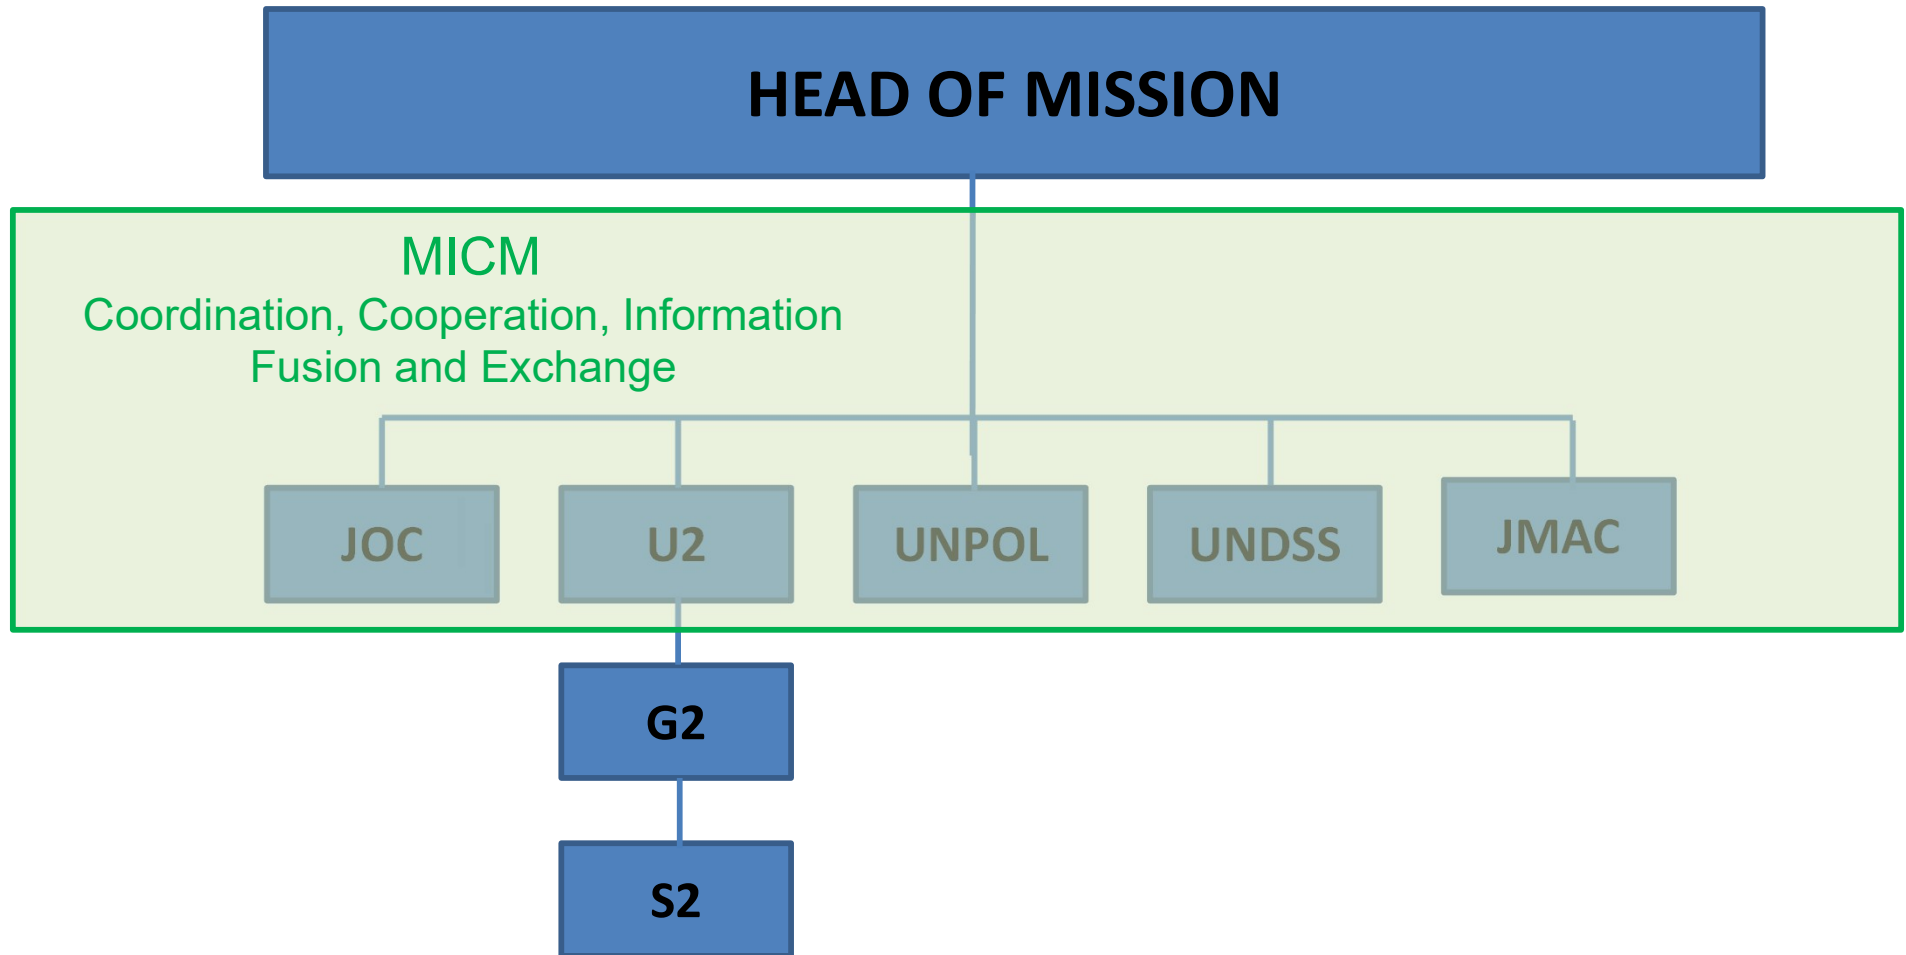 HEAD OF MISSION
MICM
Coordination, Cooperation, Information
Fusion and Exchange
JOC
U2
UNPOL
UNDSS
JMAC
G2
S2